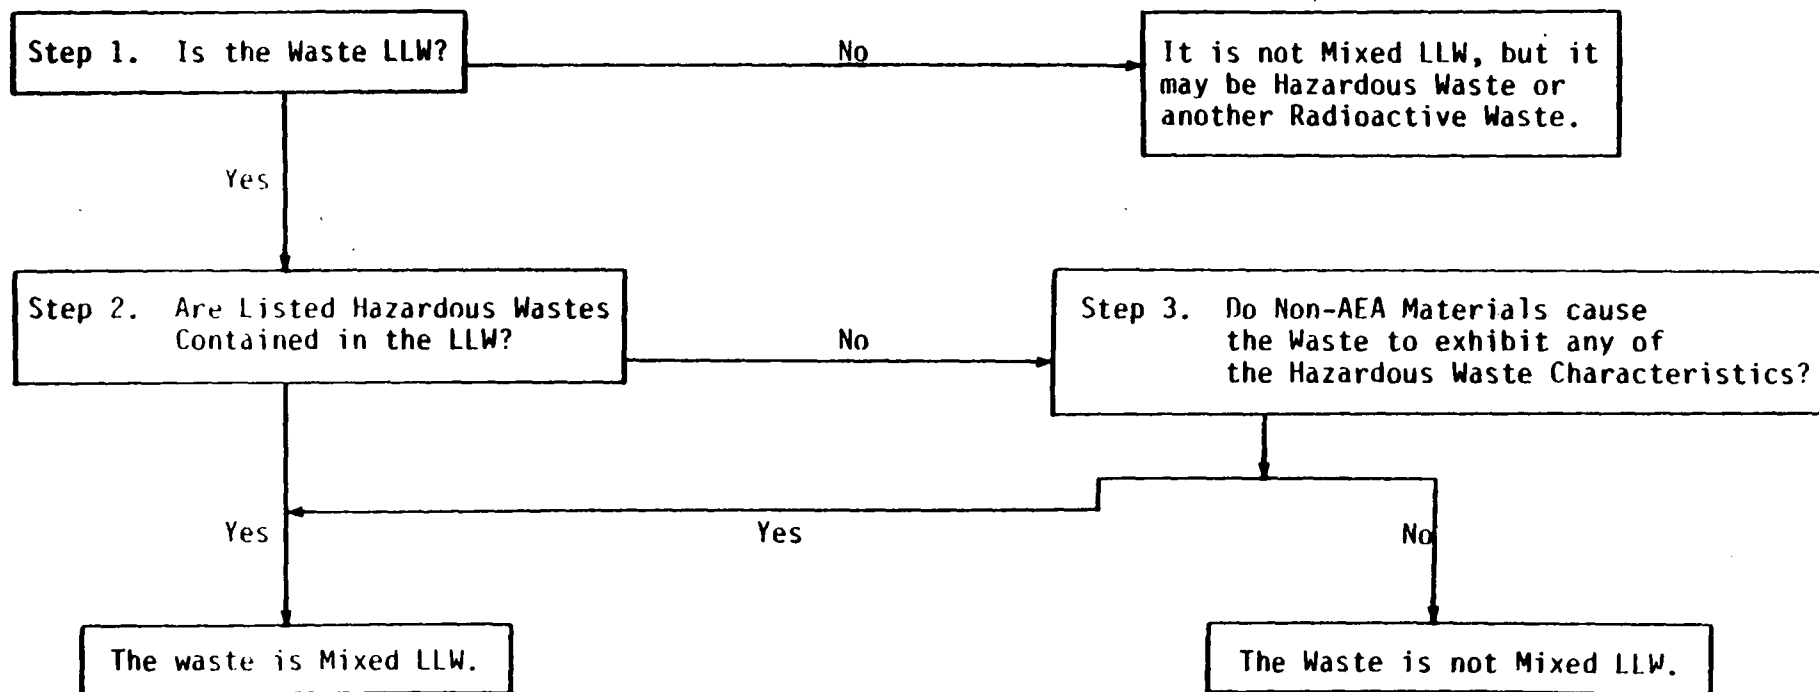 Step 1. Is the Waste LLW?
No
It is not Mixed LLW, but it
may be Hazardous Waste or
another Radioactive Waste.
Yes
Step 2. Are Listed Hazardous Wastes
Contained in the LLW?
No
Step 3. Do Non-AEA Materials cause
the Waste to exhibit any of
the Hazardous Waste Characteristics?
Yes
Yes
No
The waste is Mixed LLW.
The Waste is not Mixed LLW.